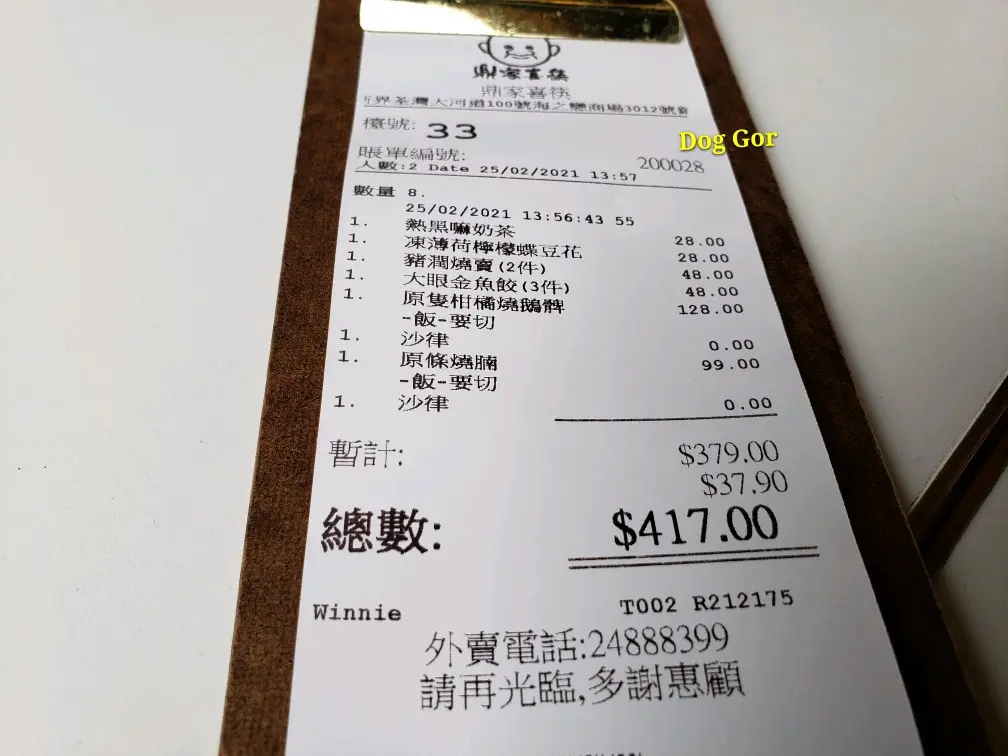 鼎家喜筷
鼎家喜筷
界荃灣大河道100號海之戀商場3012號
檯號: 33
Dog Gor
賬單編號: 200028
人數:2 Date 25/02/2021 13:57
數量 8.
25/02/2021 13:56:43 55
1. 熱黑嘛奶茶 28.00
1. 凍薄荷檸檬蝶豆花 28.00
1. 豬潤燒賣(2件) 48.00
1. 大眼金魚餃(3件) 48.00
1. 原隻柑橘燒鵝髀 128.00
-飯-要切
1. 沙律 0.00
1. 原條燒腩 99.00
-飯-要切
1. 沙律 0.00
暫計: $379.00
$37.90
總數: $417.00
Winnie T002 R212175
外賣電話:24888399
請再光臨,多謝惠顧